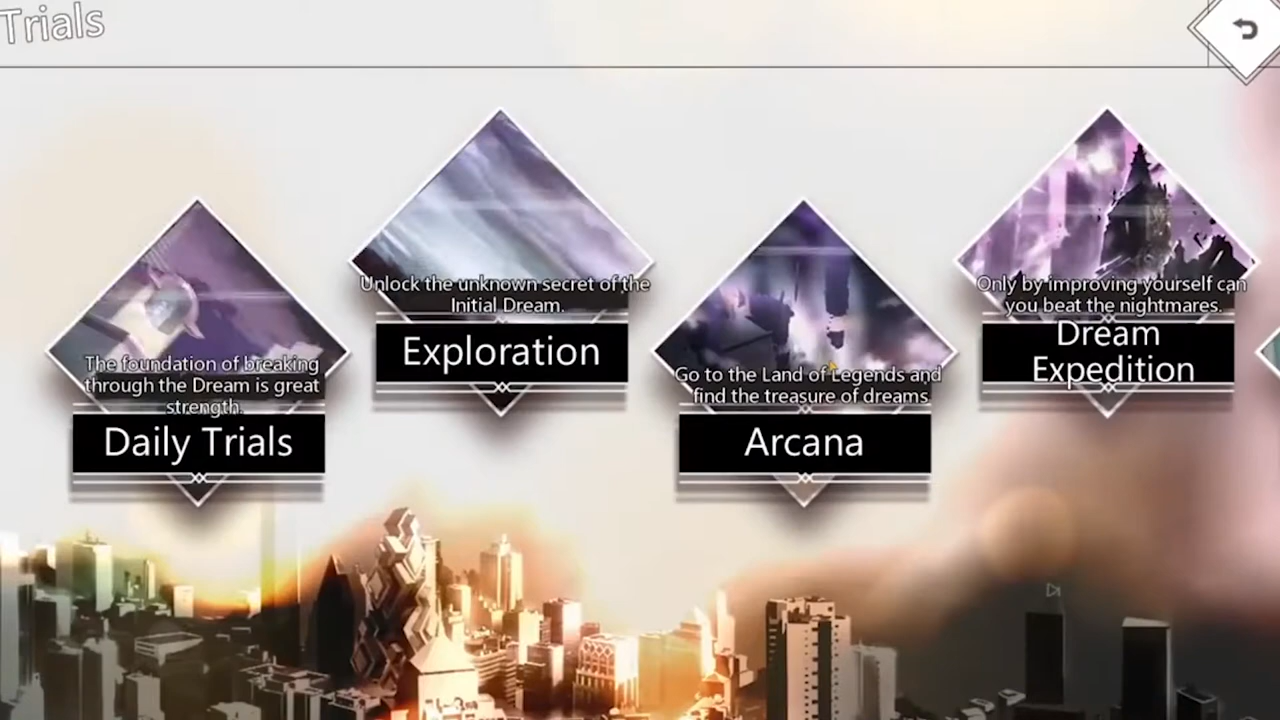 Trials
The foundation of breaking
through the Dream is great
strength.
Daily Trials
Unlock the unknown secret of the
Initial Dream.
Exploration
Go to the Land of Legends and
find the treasure of dreams
Arcana
Only by improving yourself can
you beat the nightmares.
Dream
Expedition